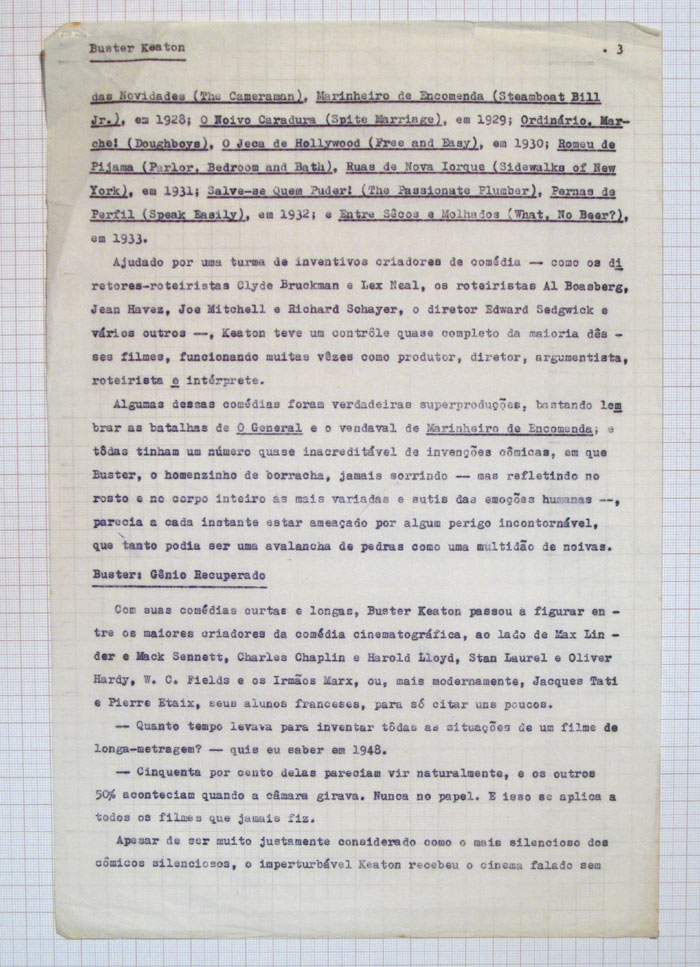 Buster Keaton . 3
das Novidades (The Cameraman), Marinheiro de Encomenda (Steamboat Bill
Jr.), em 1928; O Noivo Caradura (Spite Marriage), em 1929; Ordinário, Mar-
che! (Doughboys), O Jeca de Hollywood (Free and Easy), em 1930; Romeu de
Pijama (Parlor, Bedroom and Bath), Ruas de Nova Iorque (Sidewalks of New
York), em 1931; Salve-se Quem Puder! (The Passionate Plumber), Pernas de
Perfil (Speak Easily), em 1932; e Entre Sêcos e Molhados (What, No Beer?),
em 1933.
Ajudado por uma turma de inventivos criadores de comédia — como os di
retores-roteiristas Clyde Bruckman e Lex Neal, os roteiristas Al Boasberg,
Jean Havez, Joe Mitchell e Richard Schayer, o diretor Edward Sedgwick e
vários outros —, Keaton teve um contrôle quase completo da maioria dês -
ses filmes, funcionando muitas vêzes como produtor, diretor, argumentista,
roteirista e intérprete.
Algumas dessas comédias foram verdadeiras superproduções, bastando lem
brar as batalhas de O General e o vendaval de Marinheiro de Encomenda, e
tôdas tinham um número quase inacreditável de invenções cômicas, em que
Buster, o homenzinho de borracha, jamais sorrindo — mas refletindo no
rosto e no corpo inteiro as mais variadas e sutis das emoções humanas —,
parecia a cada instante estar ameaçado por algum perigo incontornável,
que tanto podia ser uma avalancha de pedras como uma multidão de noivas.
Buster: Gênio Recuperado
Com suas comédias curtas e longas, Buster Keaton passou a figurar en -
tre os maiores criadores da comédia cinematográfica, ao lado de Max Lin -
der e Mack Sennett, Charles Chaplin e Harold Lloyd, Stan Laurel e Oliver
Hardy, W. C. Fields e os Irmãos Marx, ou, mais modernamente, Jacques Tati
e Pierre Etaix, seus alunos franceses, para só citar uns poucos.
— Quanto tempo levava para inventar tôdas as situações de um filme de
longa-metragem? — quis eu saber em 1948.
— Cinquenta por cento delas pareciam vir naturalmente, e os outros
50% aconteciam quando a câmara girava. Nunca no papel. E isso se aplica a
todos os filmes que jamais fiz.
Apesar de ser muito justamente considerado como o mais silencioso dos
cômicos silenciosos, o imperturbável Keaton recebeu o cinema falado sem